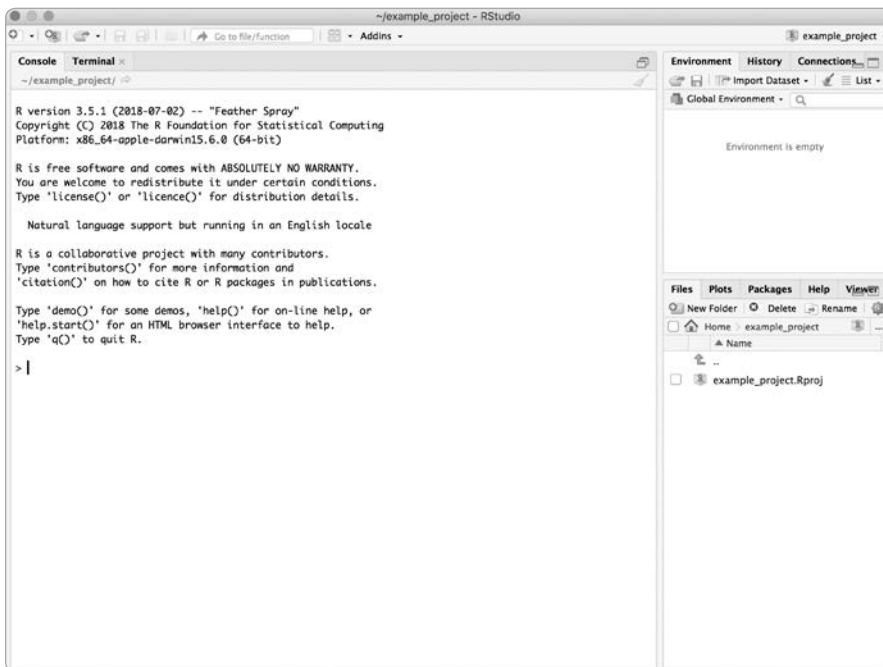 ~/example_project - RStudio
Go to file/function
Addins
example_project
Console Terminal
~/example_project/
R version 3.5.1 (2018-07-02) -- "Feather Spray"
Copyright (C) 2018 The R Foundation for Statistical Computing
Platform: x86_64-apple-darwin15.6.0 (64-bit)
R is free software and comes with ABSOLUTELY NO WARRANTY.
You are welcome to redistribute it under certain conditions.
Type 'license()' or 'licence()' for distribution details.
Natural language support but running in an English locale
R is a collaborative project with many contributors.
Type 'contributors()' for more information and
'citation()' on how to cite R or R packages in publications.
Type 'demo()' for some demos, 'help()' for on-line help, or
'help.start()' for an HTML browser interface to help.
Type 'q()' to quit R.
>
Environment History Connections
Import Dataset List
Global Environment
Environment is empty
Files Plots Packages Help Viewer
New Folder Delete Rename
Home example_project ...
Name
..
example_project.Rproj